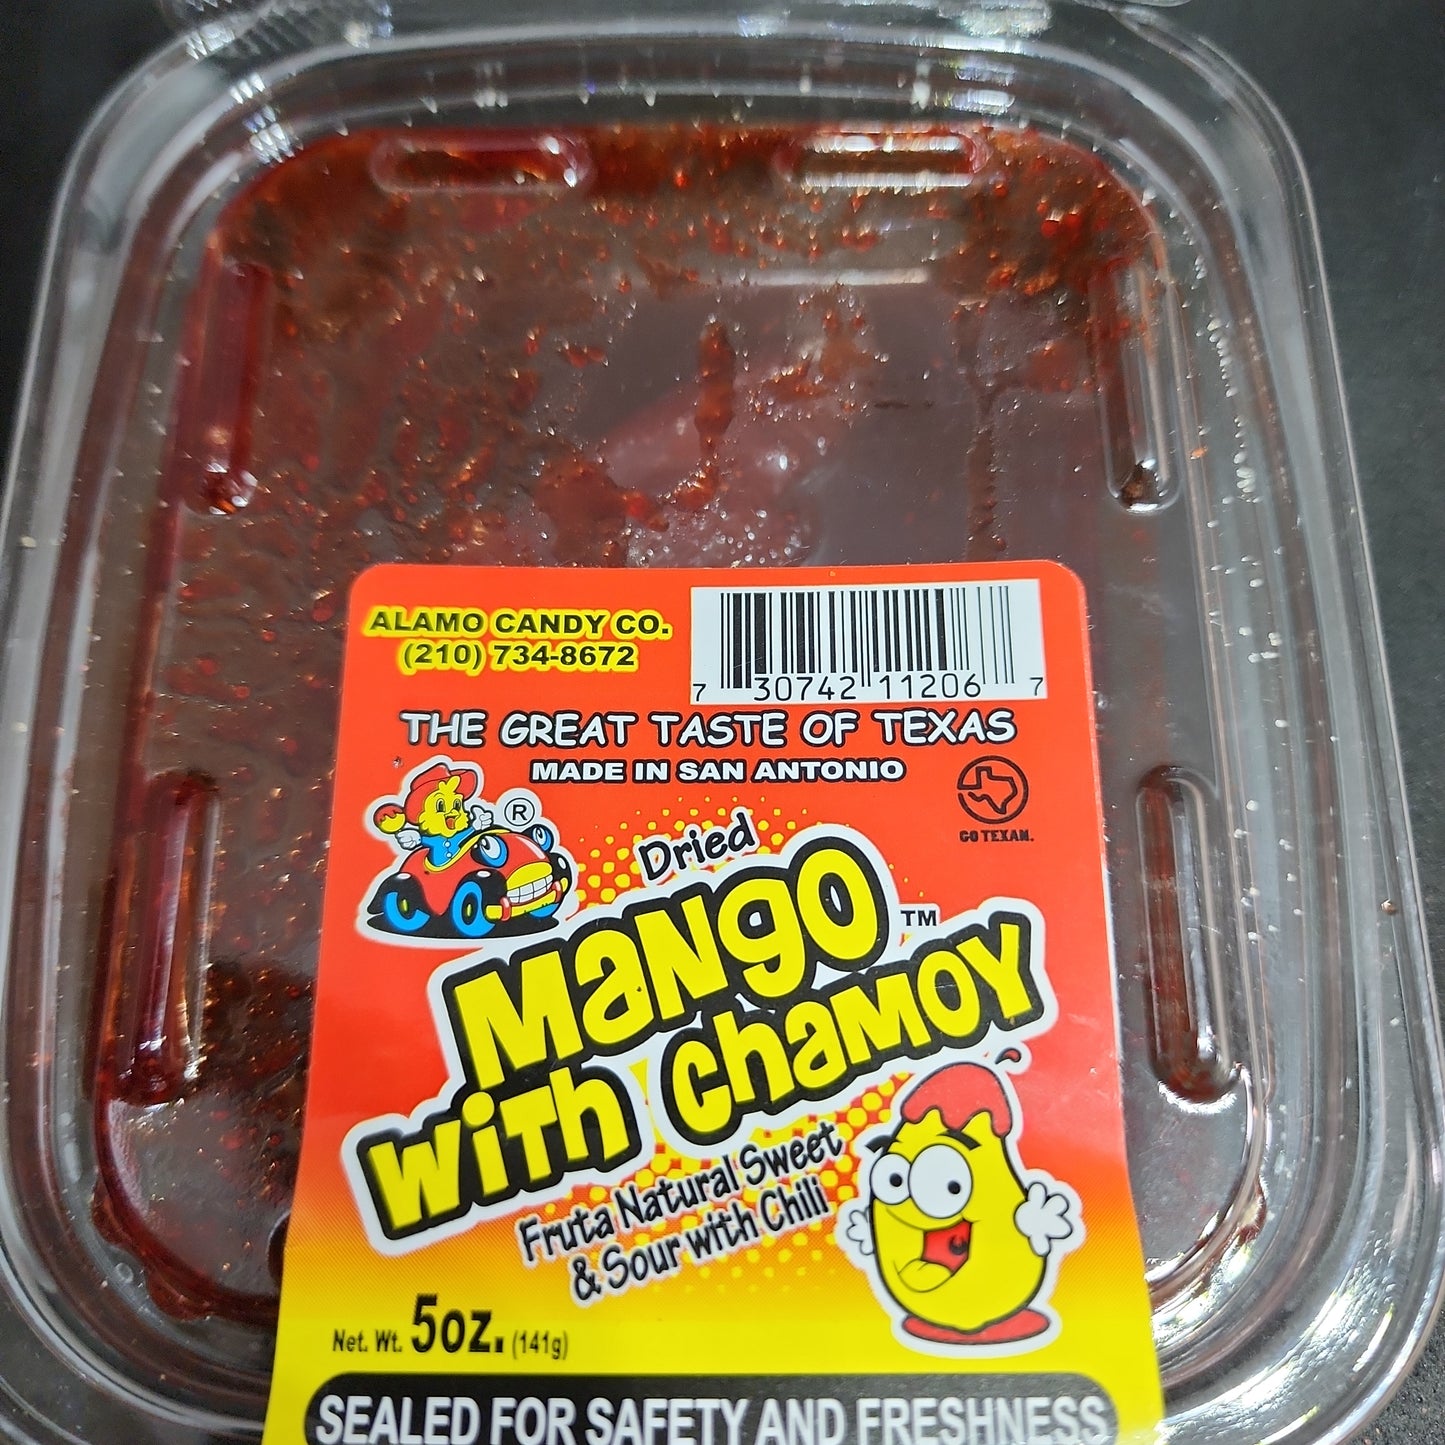 ALAMO CANDY CO.
(210) 734-8672
7 30742 11206 7
THE GREAT TASTE OF TEXAS
MADE IN SAN ANTONIO
®
GO TEXAN.
Dried
Mango™
with Chamoy
Fruta Natural Sweet
& Sour with Chili
Net. Wt. 5oz. (141g)
SEALED FOR SAFETY AND FRESHNESS